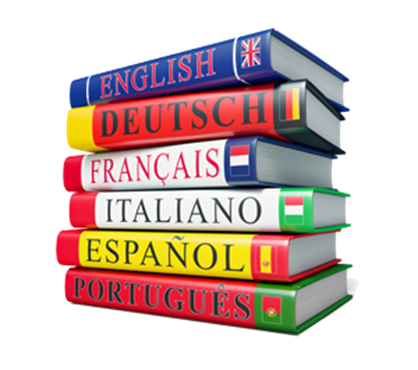 ENGLISH
DEUTSCH
FRANÇAIS
ITALIANO
ESPAÑOL
PORTUGUÊS